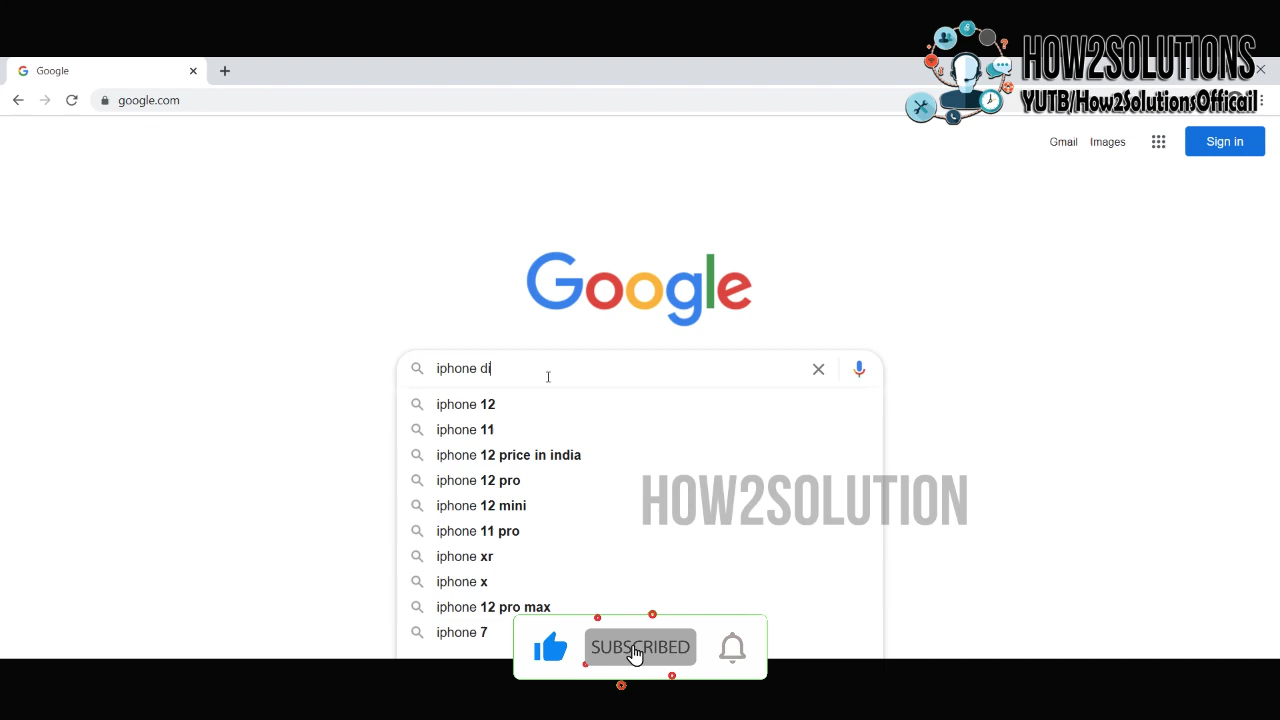 HOW2SOLUTIONS
YUTB/How2SolutionsOfficail
Google
google.com
Gmail Images Sign in
Google
iphone di
iphone 12
iphone 11
iphone 12 price in india
iphone 12 pro
iphone 12 mini
iphone 11 pro
iphone xr
iphone x
iphone 12 pro max
iphone 7
HOW2SOLUTION
SUBSCRIBED